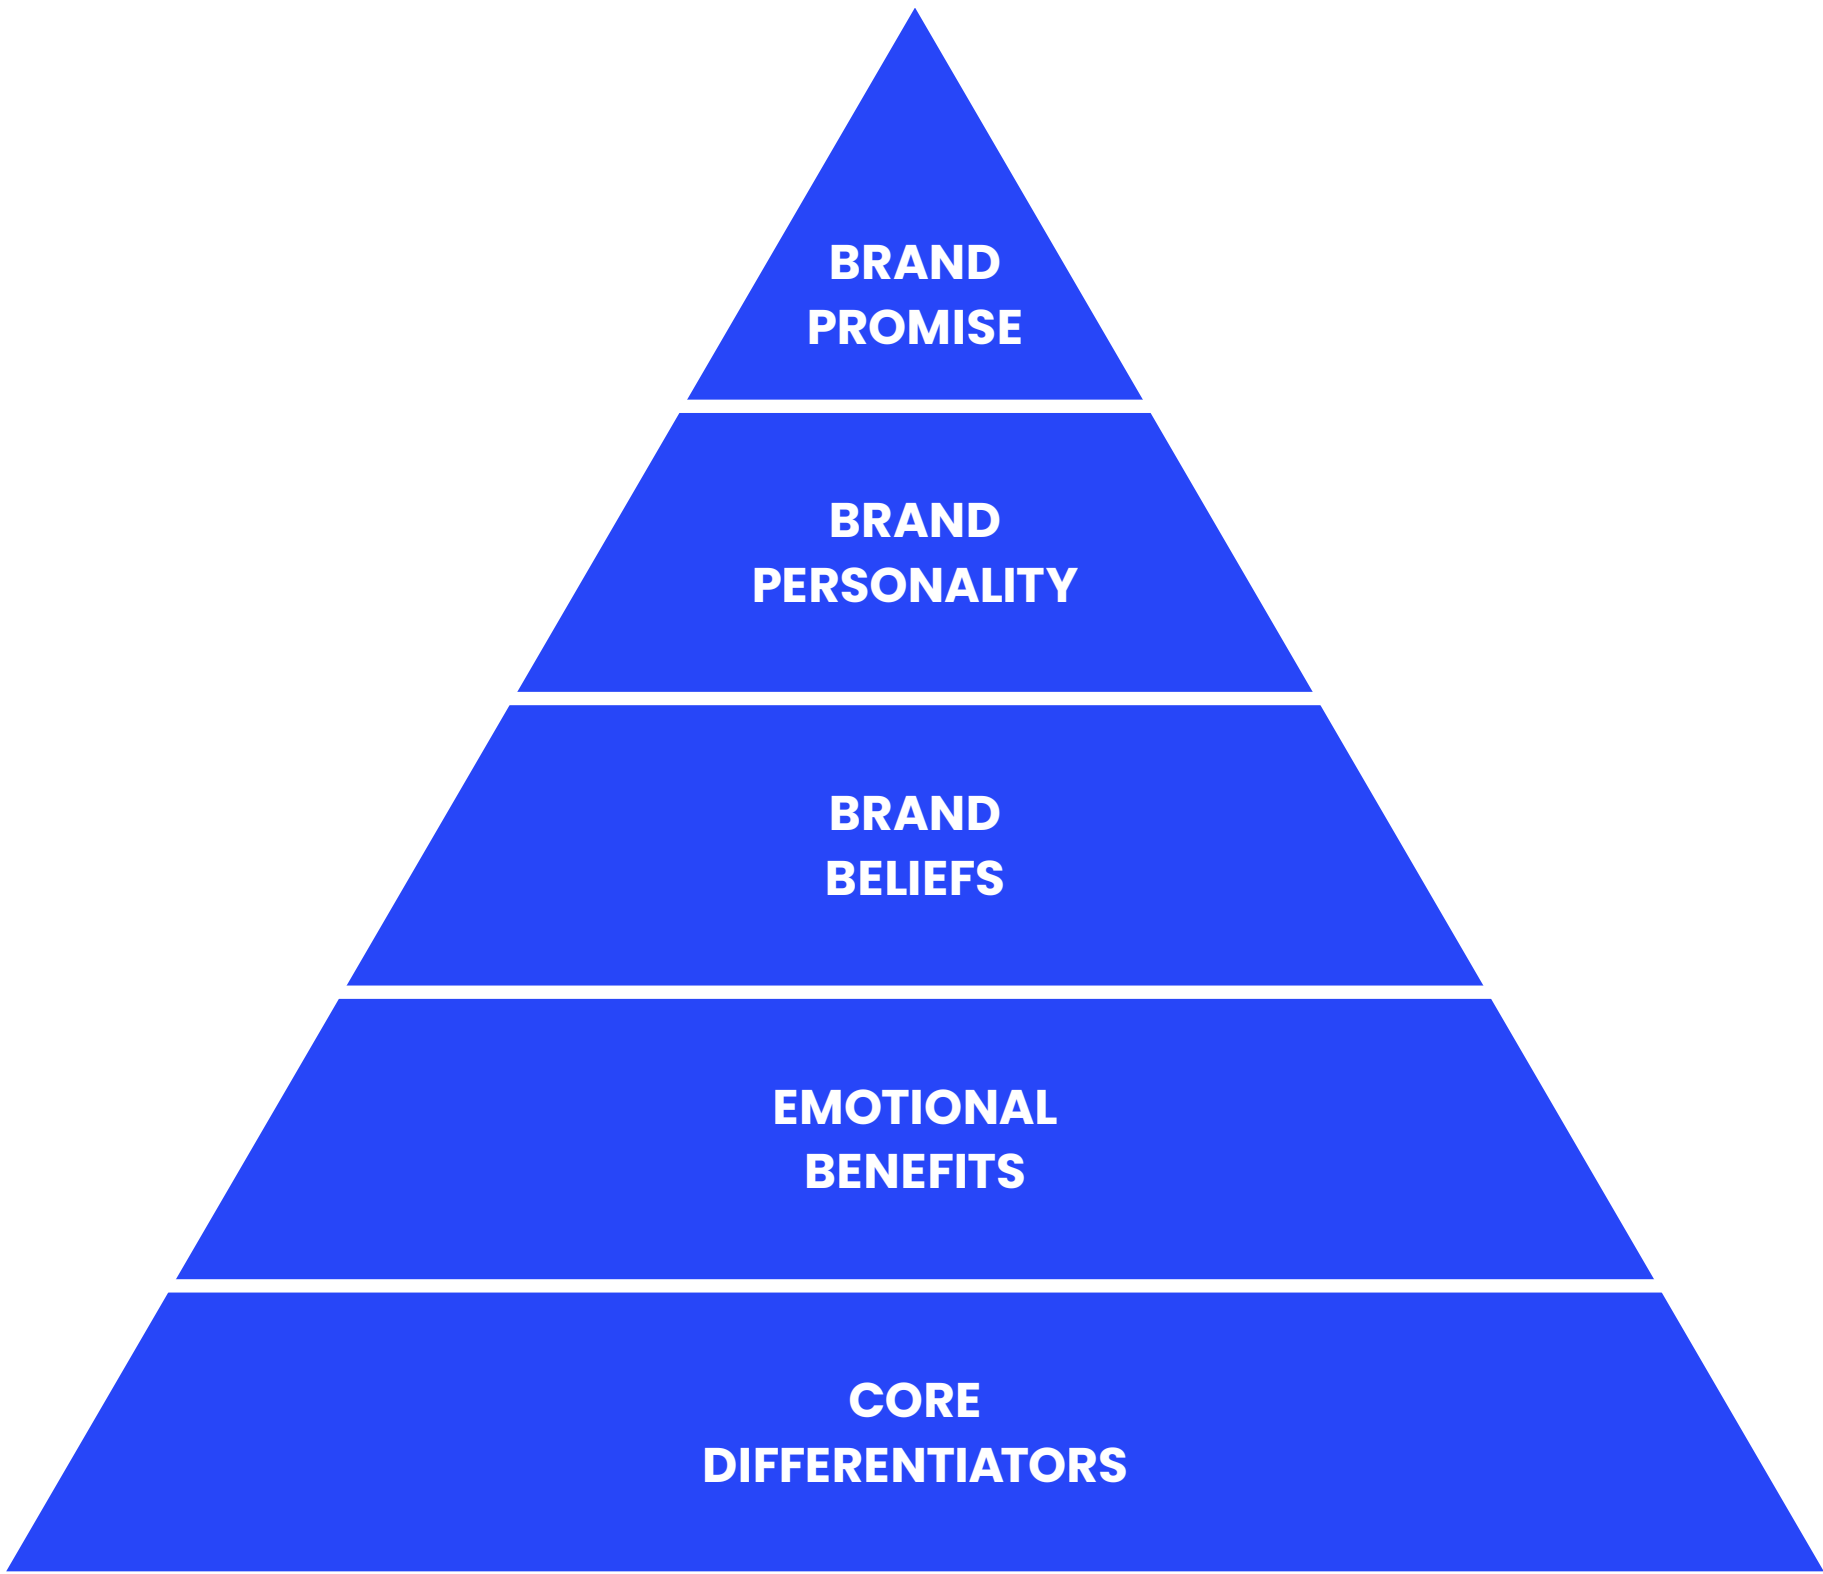 BRAND
PROMISE
BRAND
PERSONALITY
BRAND
BELIEFS
EMOTIONAL
BENEFITS
CORE
DIFFERENTIATORS